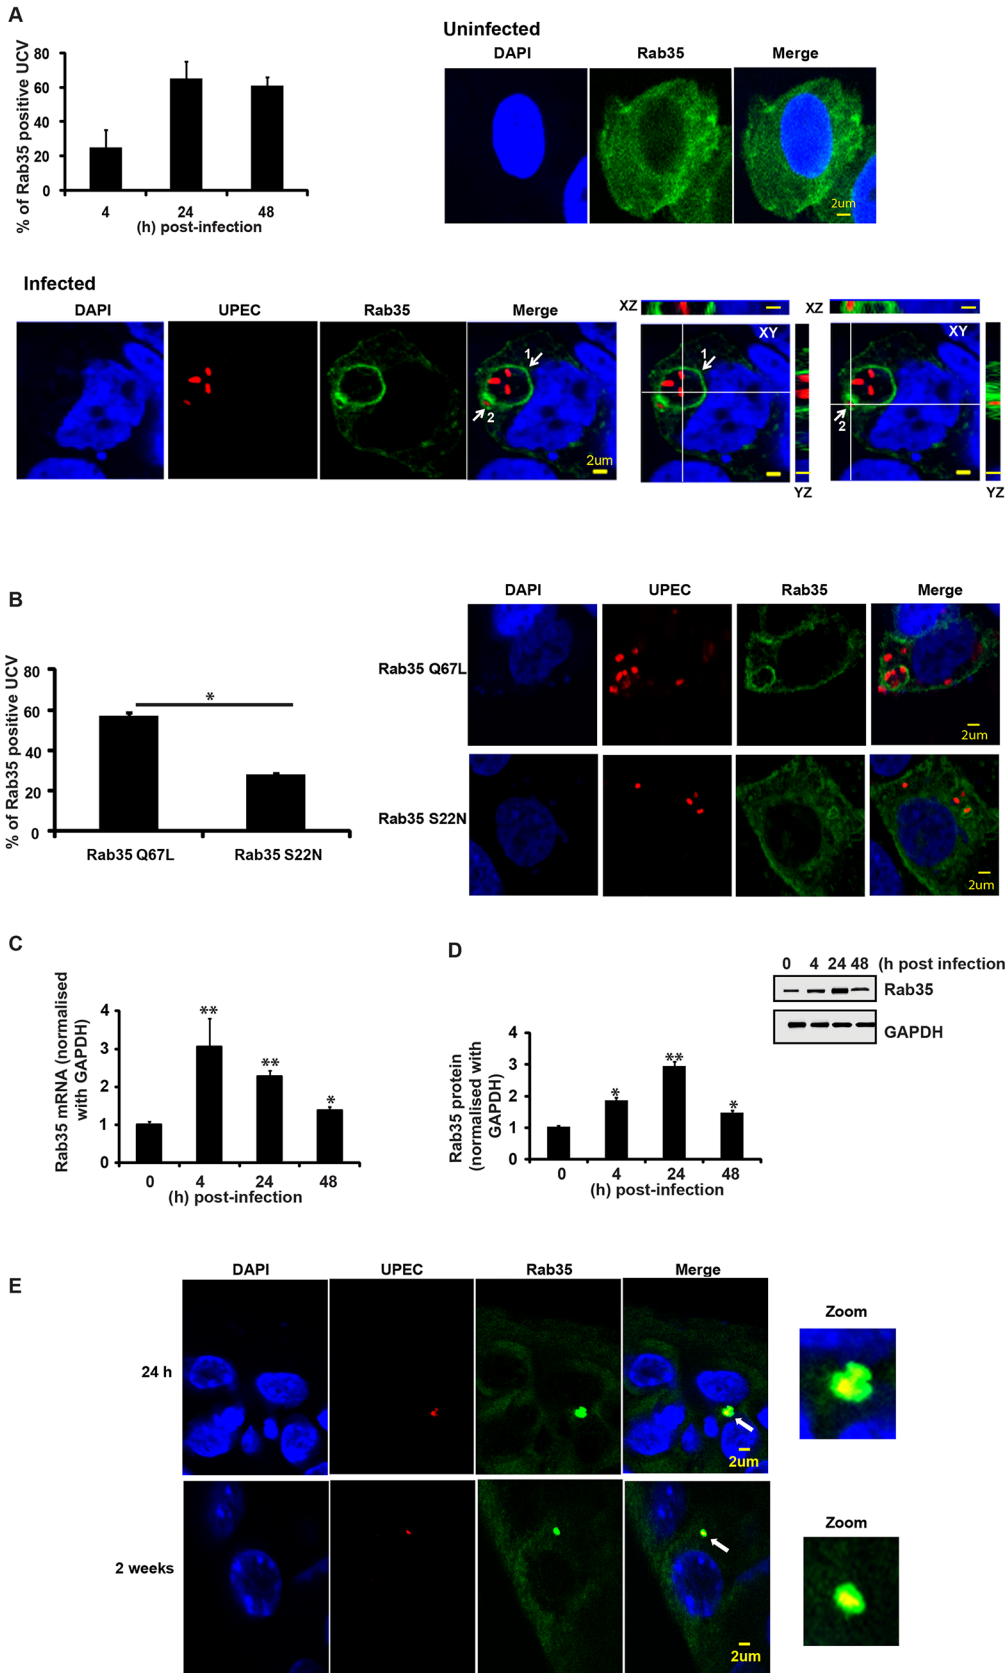 A
% of Rab35 positive UCV
80
60
40
20
0
4 24 48
(h) post-infection
Uninfected
DAPI Rab35 Merge
2um
Infected
DAPI UPEC Rab35 Merge
1
2
2um
XZ
XY
1
YZ
XZ
XY
2
YZ
B
% of Rab35 positive UCV
80
60
40
20
0
*
Rab35 Q67L Rab35 S22N
DAPI UPEC Rab35 Merge
Rab35 Q67L
2um
Rab35 S22N
2um
C
Rab35 mRNA (normalised
with GAPDH)
4
3
2
1
0
** ** *
0 4 24 48
(h) post-infection
D
0 4 24 48 (h post infection
Rab35
GAPDH
Rab35 protein
(normalised with
GAPDH)
4
3
2
1
0
* ** *
0 4 24 48
(h) post-infection
E
DAPI UPEC Rab35 Merge
24 h
2um
Zoom
2 weeks
2um
Zoom